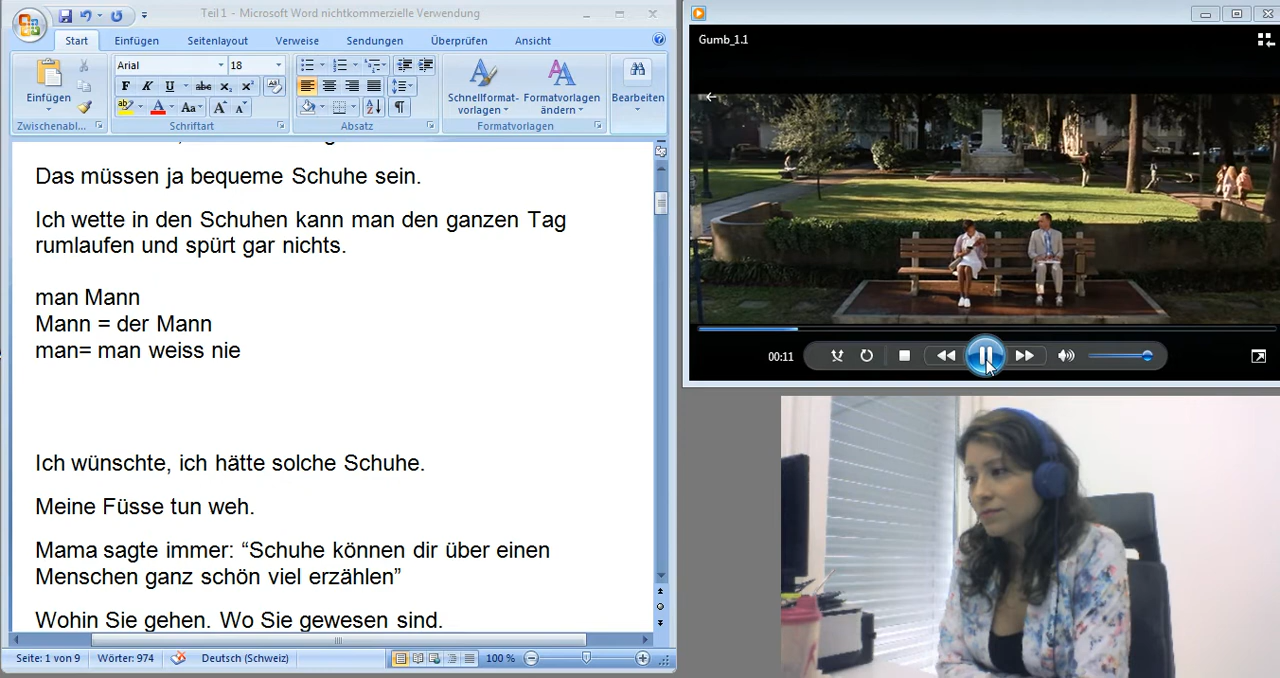 Teil 1 - Microsoft Word nichtkommerzielle Verwendung
Start Einfügen Seitenlayout Verweise Sendungen Überprüfen Ansicht
Einfügen
Arial 18
F K U abc x₂ x²
Aa A A
Schnellformat-
vorlagen
Formatvorlagen
ändern
Bearbeiten
Zwischenabl... Schriftart Absatz Formatvorlagen
Das müssen ja bequeme Schuhe sein.
Ich wette in den Schuhen kann man den ganzen Tag
rumlaufen und spürt gar nichts.
man Mann
Mann = der Mann
man= man weiss nie
Ich wünschte, ich hätte solche Schuhe.
Meine Füsse tun weh.
Mama sagte immer: “Schuhe können dir über einen
Menschen ganz schön viel erzählen”
Wohin Sie gehen. Wo Sie gewesen sind.
Seite: 1 von 9 Wörter: 974 Deutsch (Schweiz) 100 %
Gumb_1.1
00:11